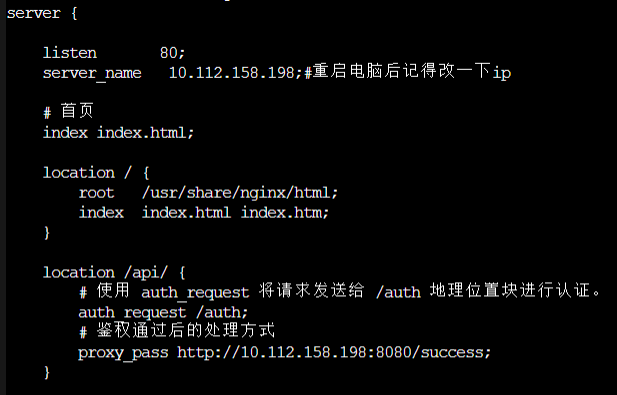 server {
listen 80;
server_name 10.112.158.198;#重启电脑后记得改一下ip
# 首页
index index.html;
location / {
root /usr/share/nginx/html;
index index.html index.htm;
}
location /api/ {
# 使用 auth_request 将请求发送给 /auth 地理位置块进行认证。
auth_request /auth;
# 鉴权通过后的处理方式
proxy_pass http://10.112.158.198:8080/success;
}